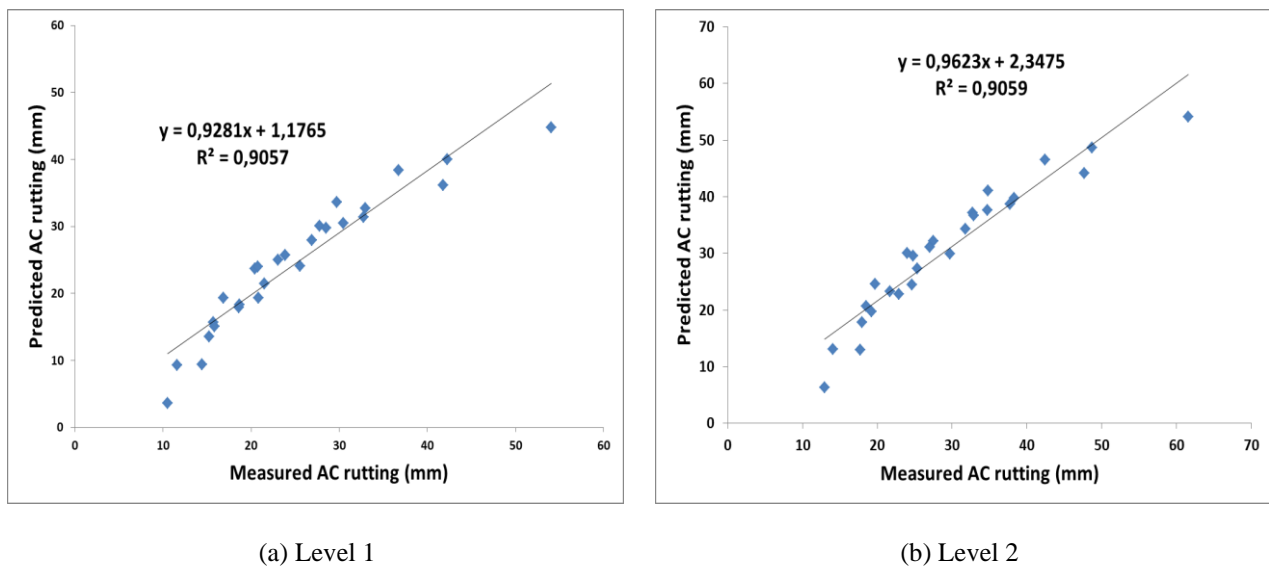 60
50
40
30
20
10
0
Predicted AC rutting (mm)
y = 0,9281x + 1,1765
R² = 0,9057
0 10 20 30 40 50 60
Measured AC rutting (mm)
(a) Level 1
70
60
50
40
30
20
10
0
Predicted AC rutting (mm)
y = 0,9623x + 2,3475
R² = 0,9059
0 10 20 30 40 50 60 70
Measured AC rutting (mm)
(b) Level 2